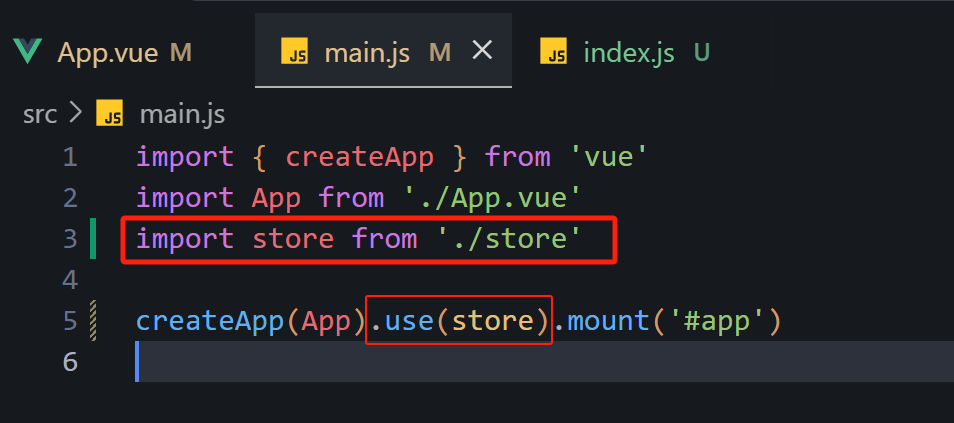 App.vue M JS main.js M × JS index.js U
src > JS main.js
1 import { createApp } from 'vue'
2 import App from './App.vue'
3 import store from './store'
4
5 createApp(App).use(store).mount('#app')
6